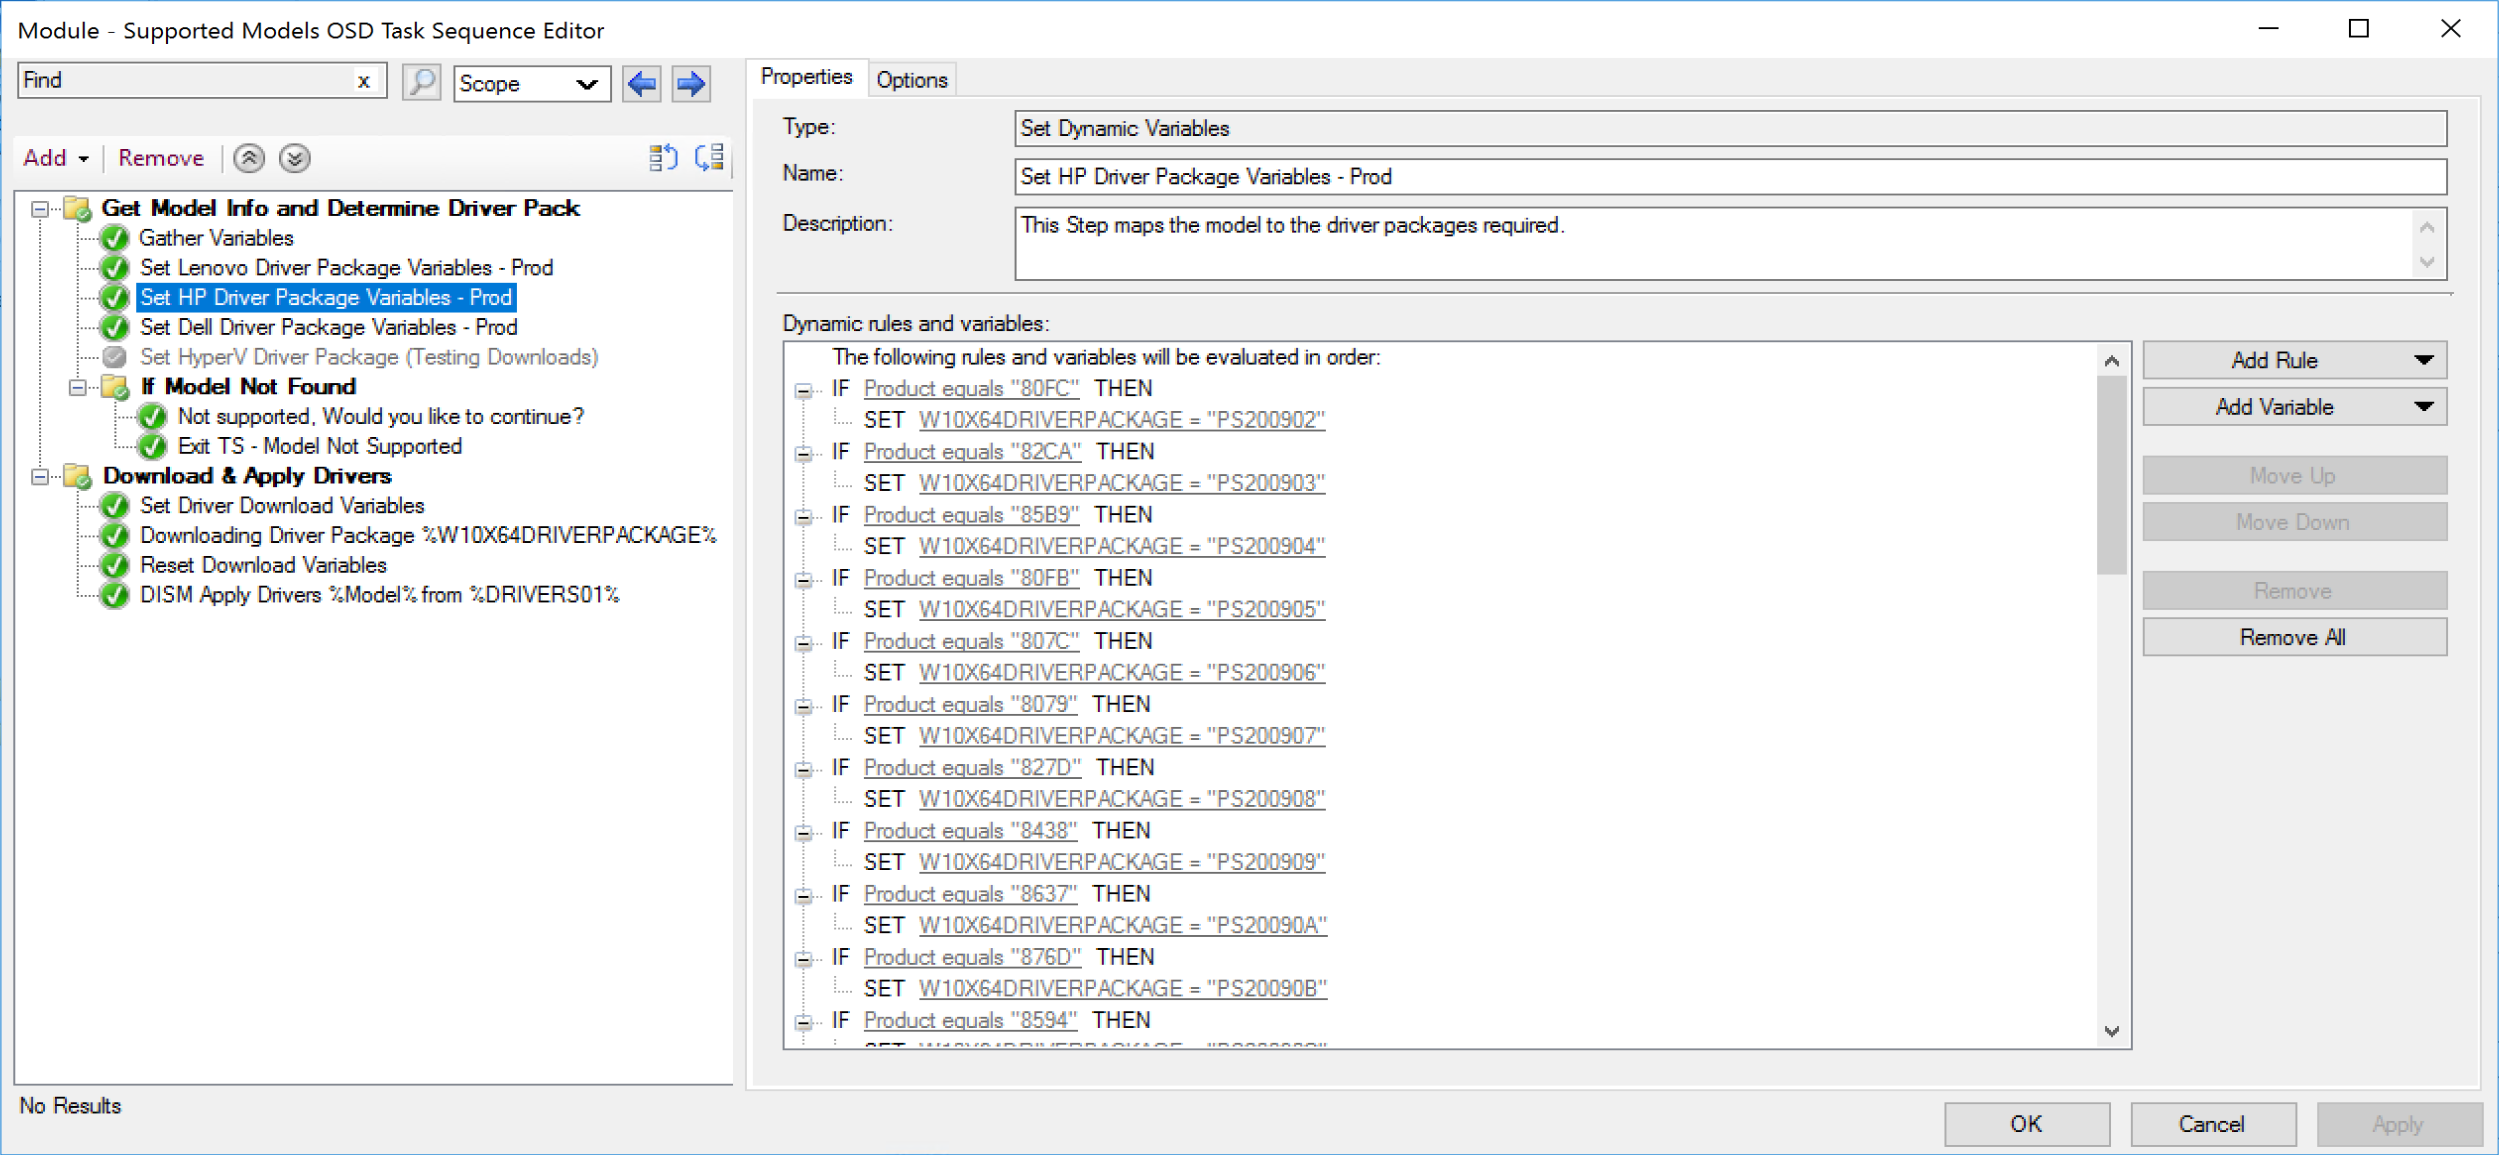 Module - Supported Models OSD Task Sequence Editor
Find
x
Scope
Add
Remove
Get Model Info and Determine Driver Pack
Gather Variables
Set Lenovo Driver Package Variables - Prod
Set HP Driver Package Variables - Prod
Set Dell Driver Package Variables - Prod
Set HyperV Driver Package (Testing Downloads)
If Model Not Found
Not supported, Would you like to continue?
Exit TS - Model Not Supported
Download & Apply Drivers
Set Driver Download Variables
Downloading Driver Package %W10X64DRIVERPACKAGE%
Reset Download Variables
DISM Apply Drivers %Model% from %DRIVERS01%
No Results
Properties
Options
Type:
Set Dynamic Variables
Name:
Set HP Driver Package Variables - Prod
Description:
This Step maps the model to the driver packages required.
Dynamic rules and variables:
The following rules and variables will be evaluated in order:
IF Product equals "80FC" THEN
SET W10X64DRIVERPACKAGE = "PS200902"
IF Product equals "82CA" THEN
SET W10X64DRIVERPACKAGE = "PS200903"
IF Product equals "85B9" THEN
SET W10X64DRIVERPACKAGE = "PS200904"
IF Product equals "80FB" THEN
SET W10X64DRIVERPACKAGE = "PS200905"
IF Product equals "807C" THEN
SET W10X64DRIVERPACKAGE = "PS200906"
IF Product equals "8079" THEN
SET W10X64DRIVERPACKAGE = "PS200907"
IF Product equals "827D" THEN
SET W10X64DRIVERPACKAGE = "PS200908"
IF Product equals "8438" THEN
SET W10X64DRIVERPACKAGE = "PS200909"
IF Product equals "8637" THEN
SET W10X64DRIVERPACKAGE = "PS20090A"
IF Product equals "876D" THEN
SET W10X64DRIVERPACKAGE = "PS20090B"
IF Product equals "8594" THEN
Add Rule
Add Variable
Move Up
Move Down
Remove
Remove All
OK
Cancel
Apply